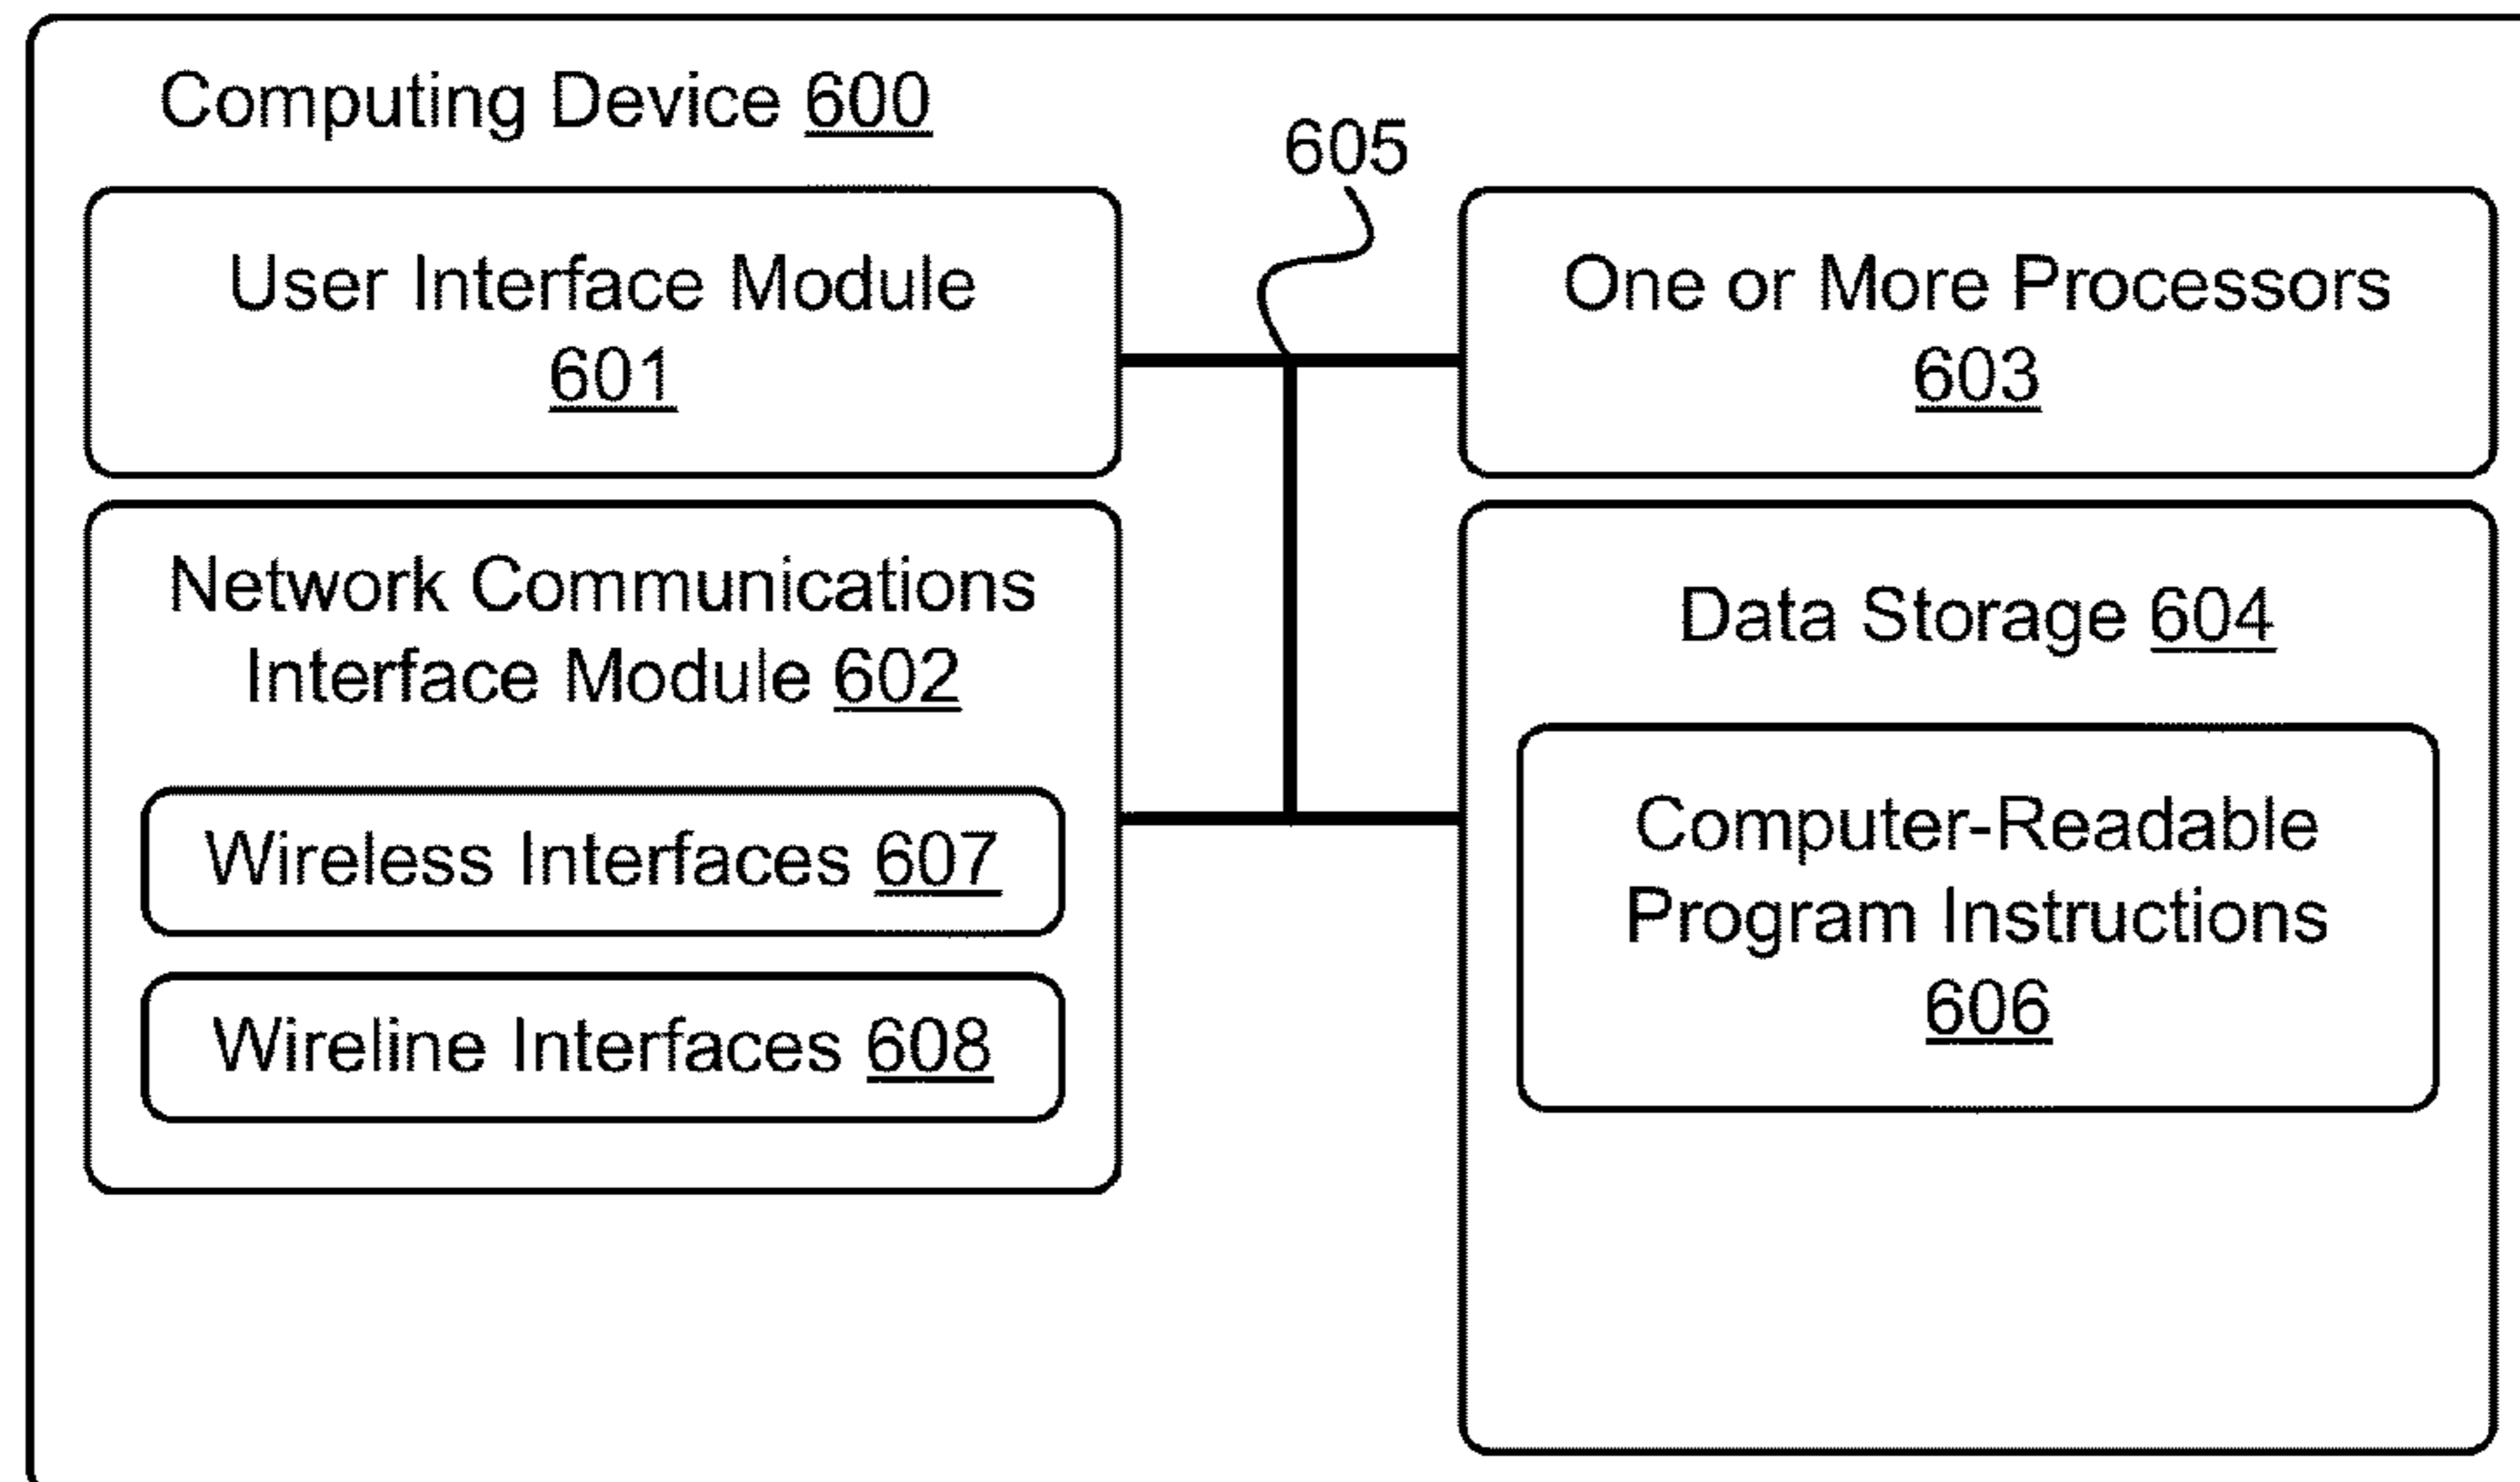 Computing Device 600
605
User Interface Module
601
One or More Processors
603
Network Communications
Interface Module 602
Wireless Interfaces 607
Wireline Interfaces 608
Data Storage 604
Computer-Readable
Program Instructions
606